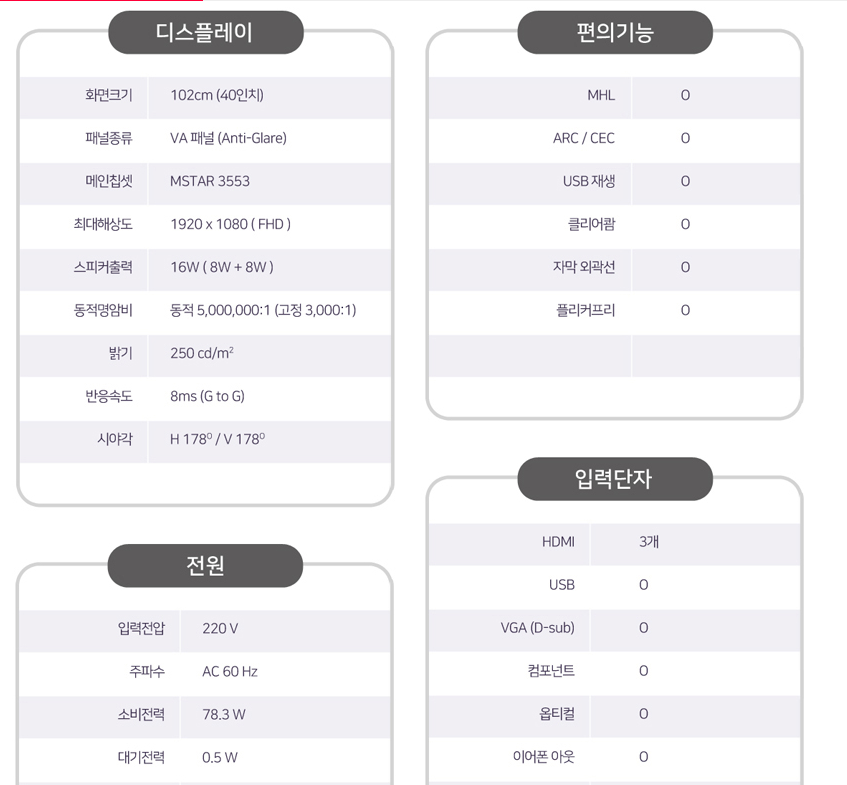 디스플레이
화면크기 102cm (40인치)
패널종류 VA 패널 (Anti-Glare)
메인칩셋 MSTAR 3553
최대해상도 1920 x 1080 ( FHD )
스피커출력 16W ( 8W + 8W )
동적명암비 동적 5,000,000:1 (고정 3,000:1)
밝기 250 cd/m²
반응속도 8ms (G to G)
시야각 H 178⁰ / V 178⁰
전원
입력전압 220 V
주파수 AC 60 Hz
소비전력 78.3 W
대기전력 0.5 W
편의기능
MHL O
ARC / CEC O
USB 재생 O
클리어쾀 O
자막 외곽선 O
플리커프리 O
입력단자
HDMI 3개
USB O
VGA (D-sub) O
컴포넌트 O
옵티컬 O
이어폰 아웃 O